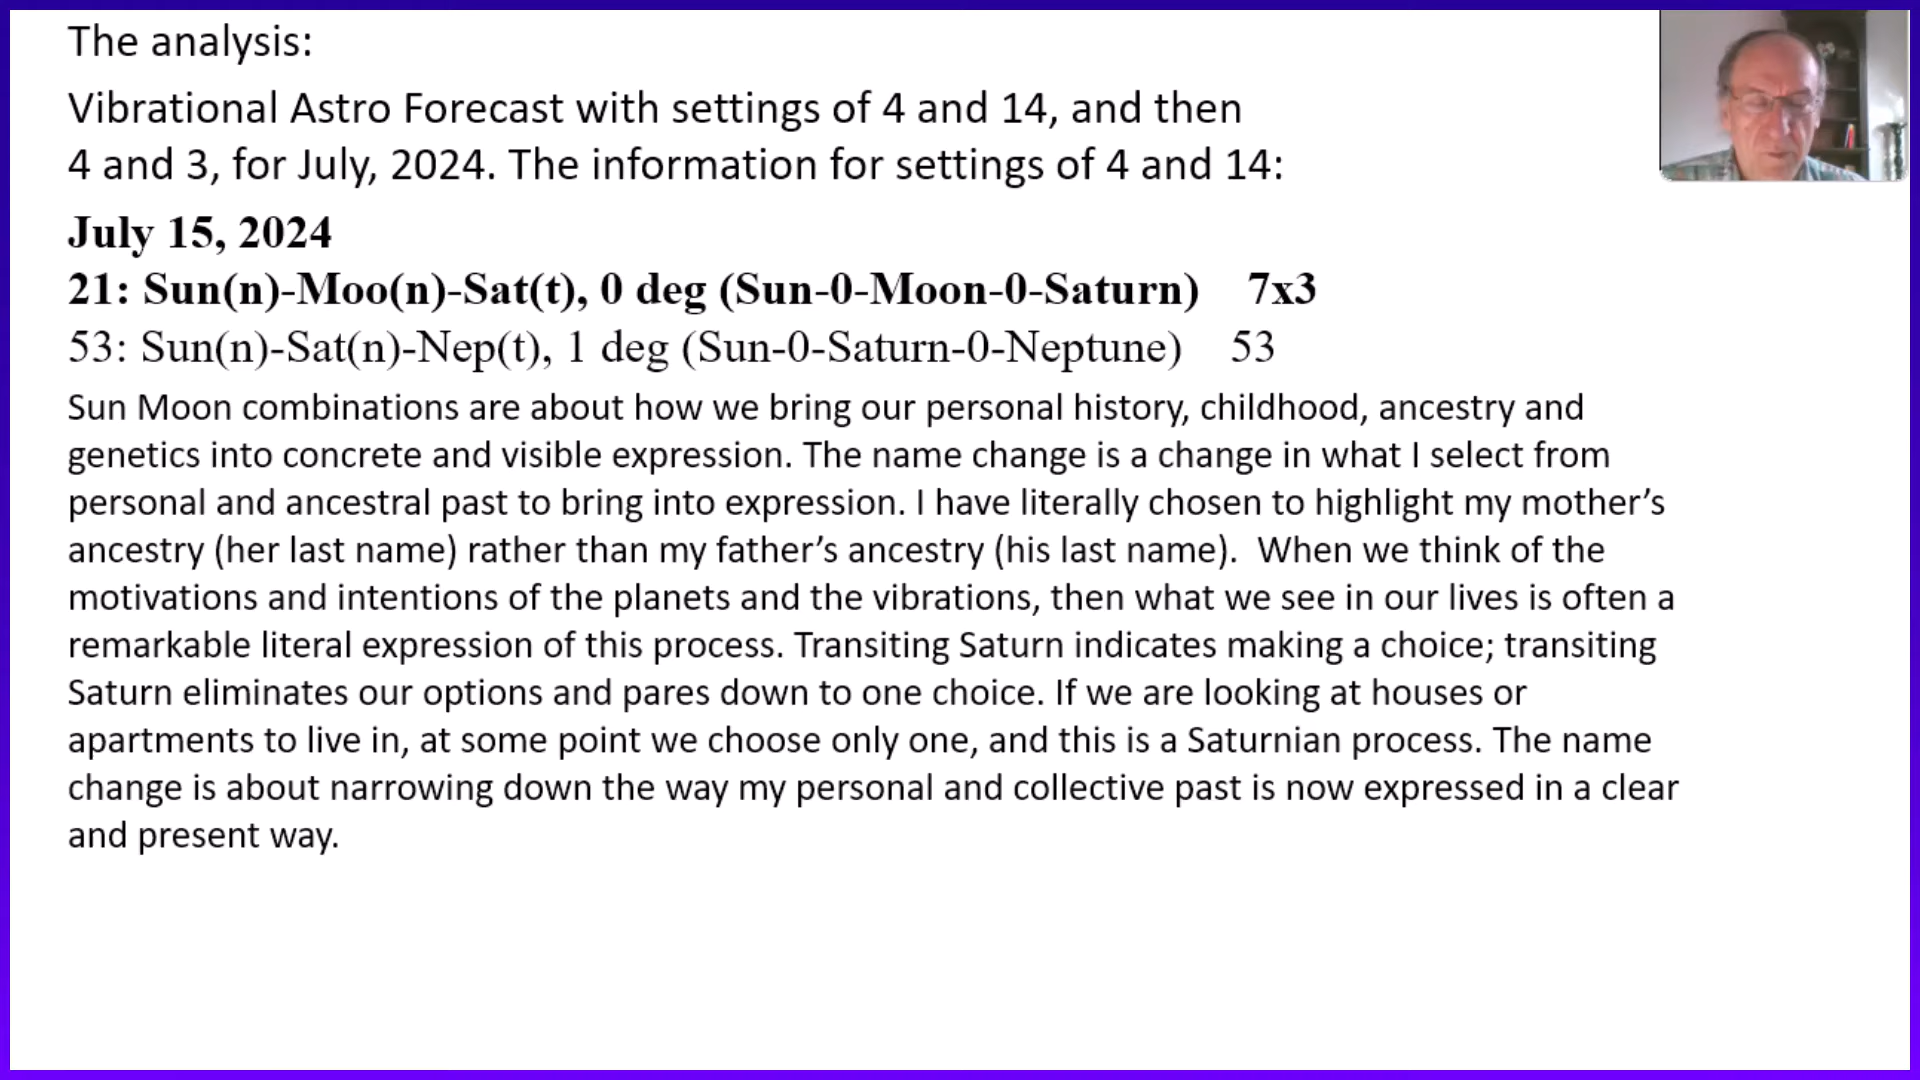 The analysis:
Vibrational Astro Forecast with settings of 4 and 14, and then
4 and 3, for July, 2024. The information for settings of 4 and 14:
July 15, 2024
21: Sun(n)-Moo(n)-Sat(t), 0 deg (Sun-0-Moon-0-Saturn) 7x3
53: Sun(n)-Sat(n)-Nep(t), 1 deg (Sun-0-Saturn-0-Neptune) 53
Sun Moon combinations are about how we bring our personal history, childhood, ancestry and
genetics into concrete and visible expression. The name change is a change in what I select from
personal and ancestral past to bring into expression. I have literally chosen to highlight my mother’s
ancestry (her last name) rather than my father’s ancestry (his last name). When we think of the
motivations and intentions of the planets and the vibrations, then what we see in our lives is often a
remarkable literal expression of this process. Transiting Saturn indicates making a choice; transiting
Saturn eliminates our options and pares down to one choice. If we are looking at houses or
apartments to live in, at some point we choose only one, and this is a Saturnian process. The name
change is about narrowing down the way my personal and collective past is now expressed in a clear
and present way.